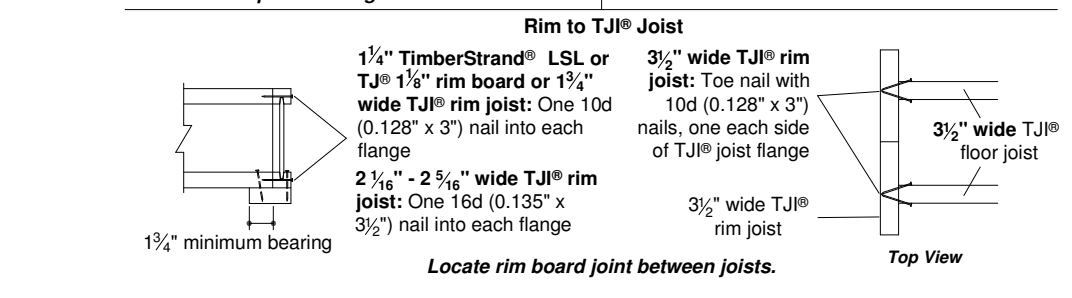 Rim to TJI® Joist
1¼" TimberStrand® LSL or
TJ® 1⅛" rim board or 1¾"
wide TJI® rim joist: One 10d
(0.128" x 3") nail into each
flange
2 1⁄16" - 2 5⁄16" wide TJI® rim
joist: One 16d (0.135" x
3½") nail into each flange
1¾" minimum bearing
3½" wide TJI® rim
joist: Toe nail with
10d (0.128" x 3")
nails, one each side
of TJI® joist flange
3½" wide TJI®
rim joist
3½" wide TJI®
floor joist
Top View
Locate rim board joint between joists.